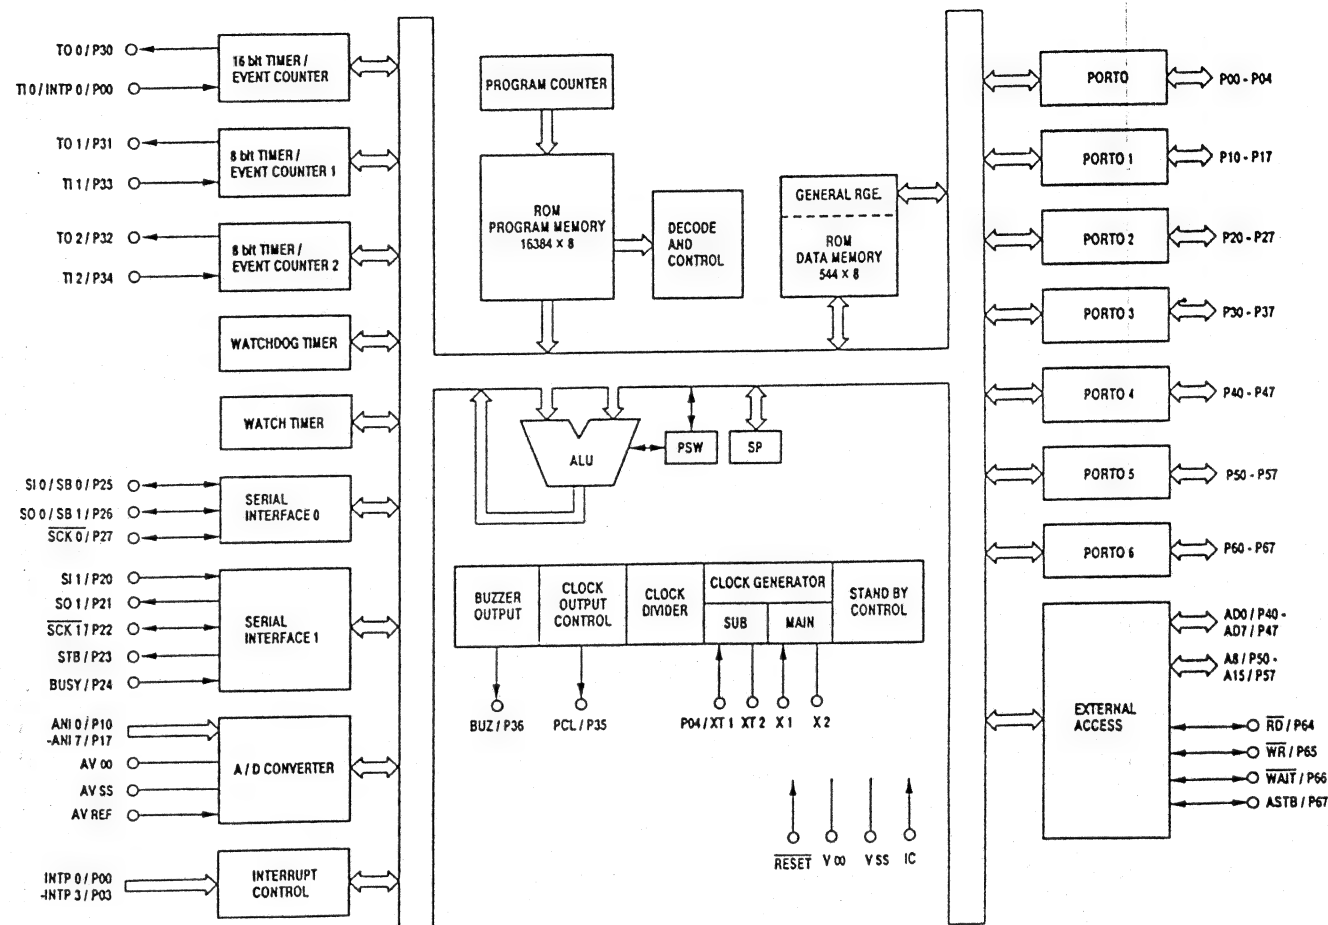 TO 0 / P30
TI 0 / INTP 0 / P00
16 bit TIMER /
EVENT COUNTER
TO 1 / P31
TI 1 / P33
8 bit TIMER /
EVENT COUNTER 1
TO 2 / P32
TI 2 / P34
8 bit TIMER /
EVENT COUNTER 2
WATCHDOG TIMER
WATCH TIMER
SI 0 / SB 0 / P25
SO 0 / SB 1 / P26
SCK 0 / P27
SERIAL
INTERFACE 0
SI 1 / P20
SO 1 / P21
SCK 1 / P22
STB / P23
BUSY / P24
SERIAL
INTERFACE 1
ANI 0 / P10
-ANI 7 / P17
AV DD
AV SS
AV REF
A / D CONVERTER
INTP 0 / P00
-INTP 3 / P03
INTERRUPT
CONTROL
PROGRAM COUNTER
ROM
PROGRAM MEMORY
16384 × 8
DECODE
AND
CONTROL
GENERAL RGE.
ROM
DATA MEMORY
544 × 8
ALU
PSW
SP
BUZZER
OUTPUT
CLOCK
OUTPUT
CONTROL
CLOCK
DIVIDER
CLOCK GENERATOR
SUB
MAIN
STAND BY
CONTROL
BUZ / P36
PCL / P35
P04 / XT 1
XT 2
X 1
X 2
RESET
V DD
V SS
IC
PORTO
P00 - P04
PORTO 1
P10 - P17
PORTO 2
P20 - P27
PORTO 3
P30 - P37
PORTO 4
P40 - P47
PORTO 5
P50 - P57
PORTO 6
P60 - P67
EXTERNAL
ACCESS
AD0 / P40 -
AD7 / P47
A8 / P50 -
A15 / P57
RD / P64
WR / P65
WAIT / P66
ASTB / P67